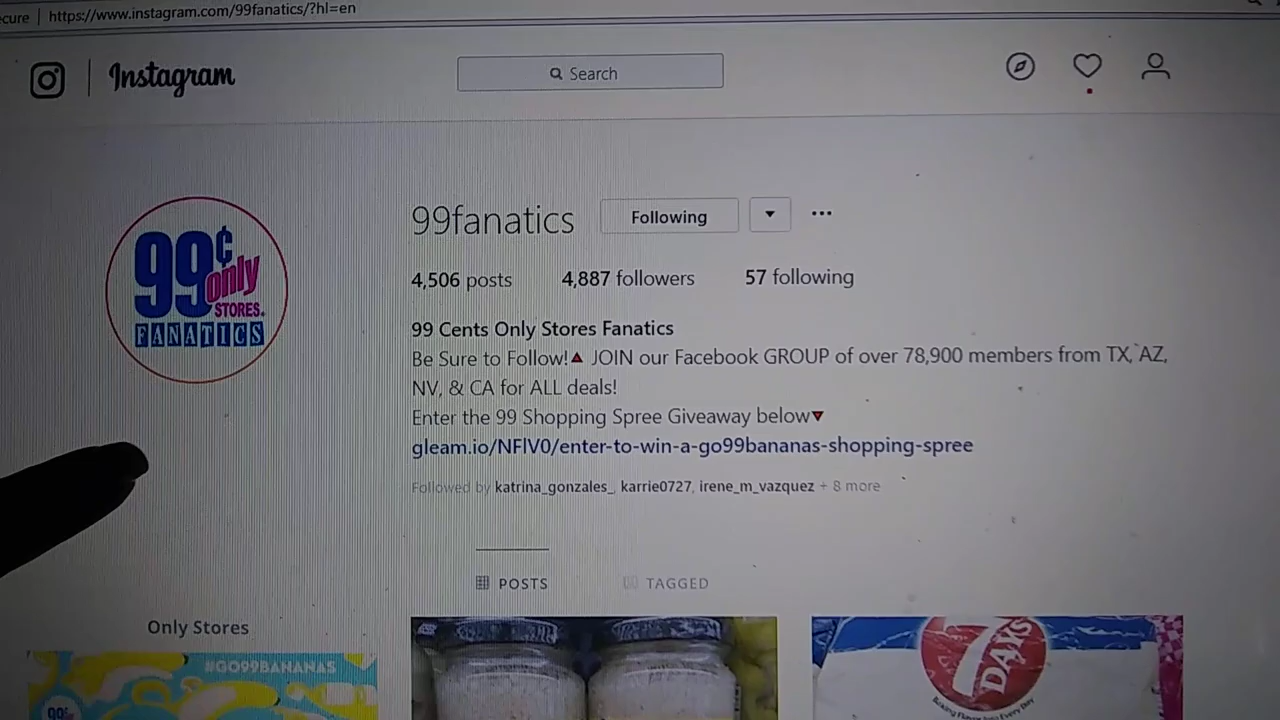 cure | https://www.instagram.com/99fanatics/?hl=en
Instagram
Search
99¢ only
STORES.
FANATICS
99fanatics
Following
4,506 posts 4,887 followers 57 following
99 Cents Only Stores Fanatics
Be Sure to Follow!🔺 JOIN our Facebook GROUP of over 78,900 members from TX, AZ,
NV, & CA for ALL deals!
Enter the 99 Shopping Spree Giveaway below🔻
gleam.io/NFlV0/enter-to-win-a-go99bananas-shopping-spree
Followed by katrina_gonzales_, karrie0727, irene_m_vazquez + 8 more
POSTS
TAGGED
Only Stores
#GO99BANANAS
99¢
7 DAYS